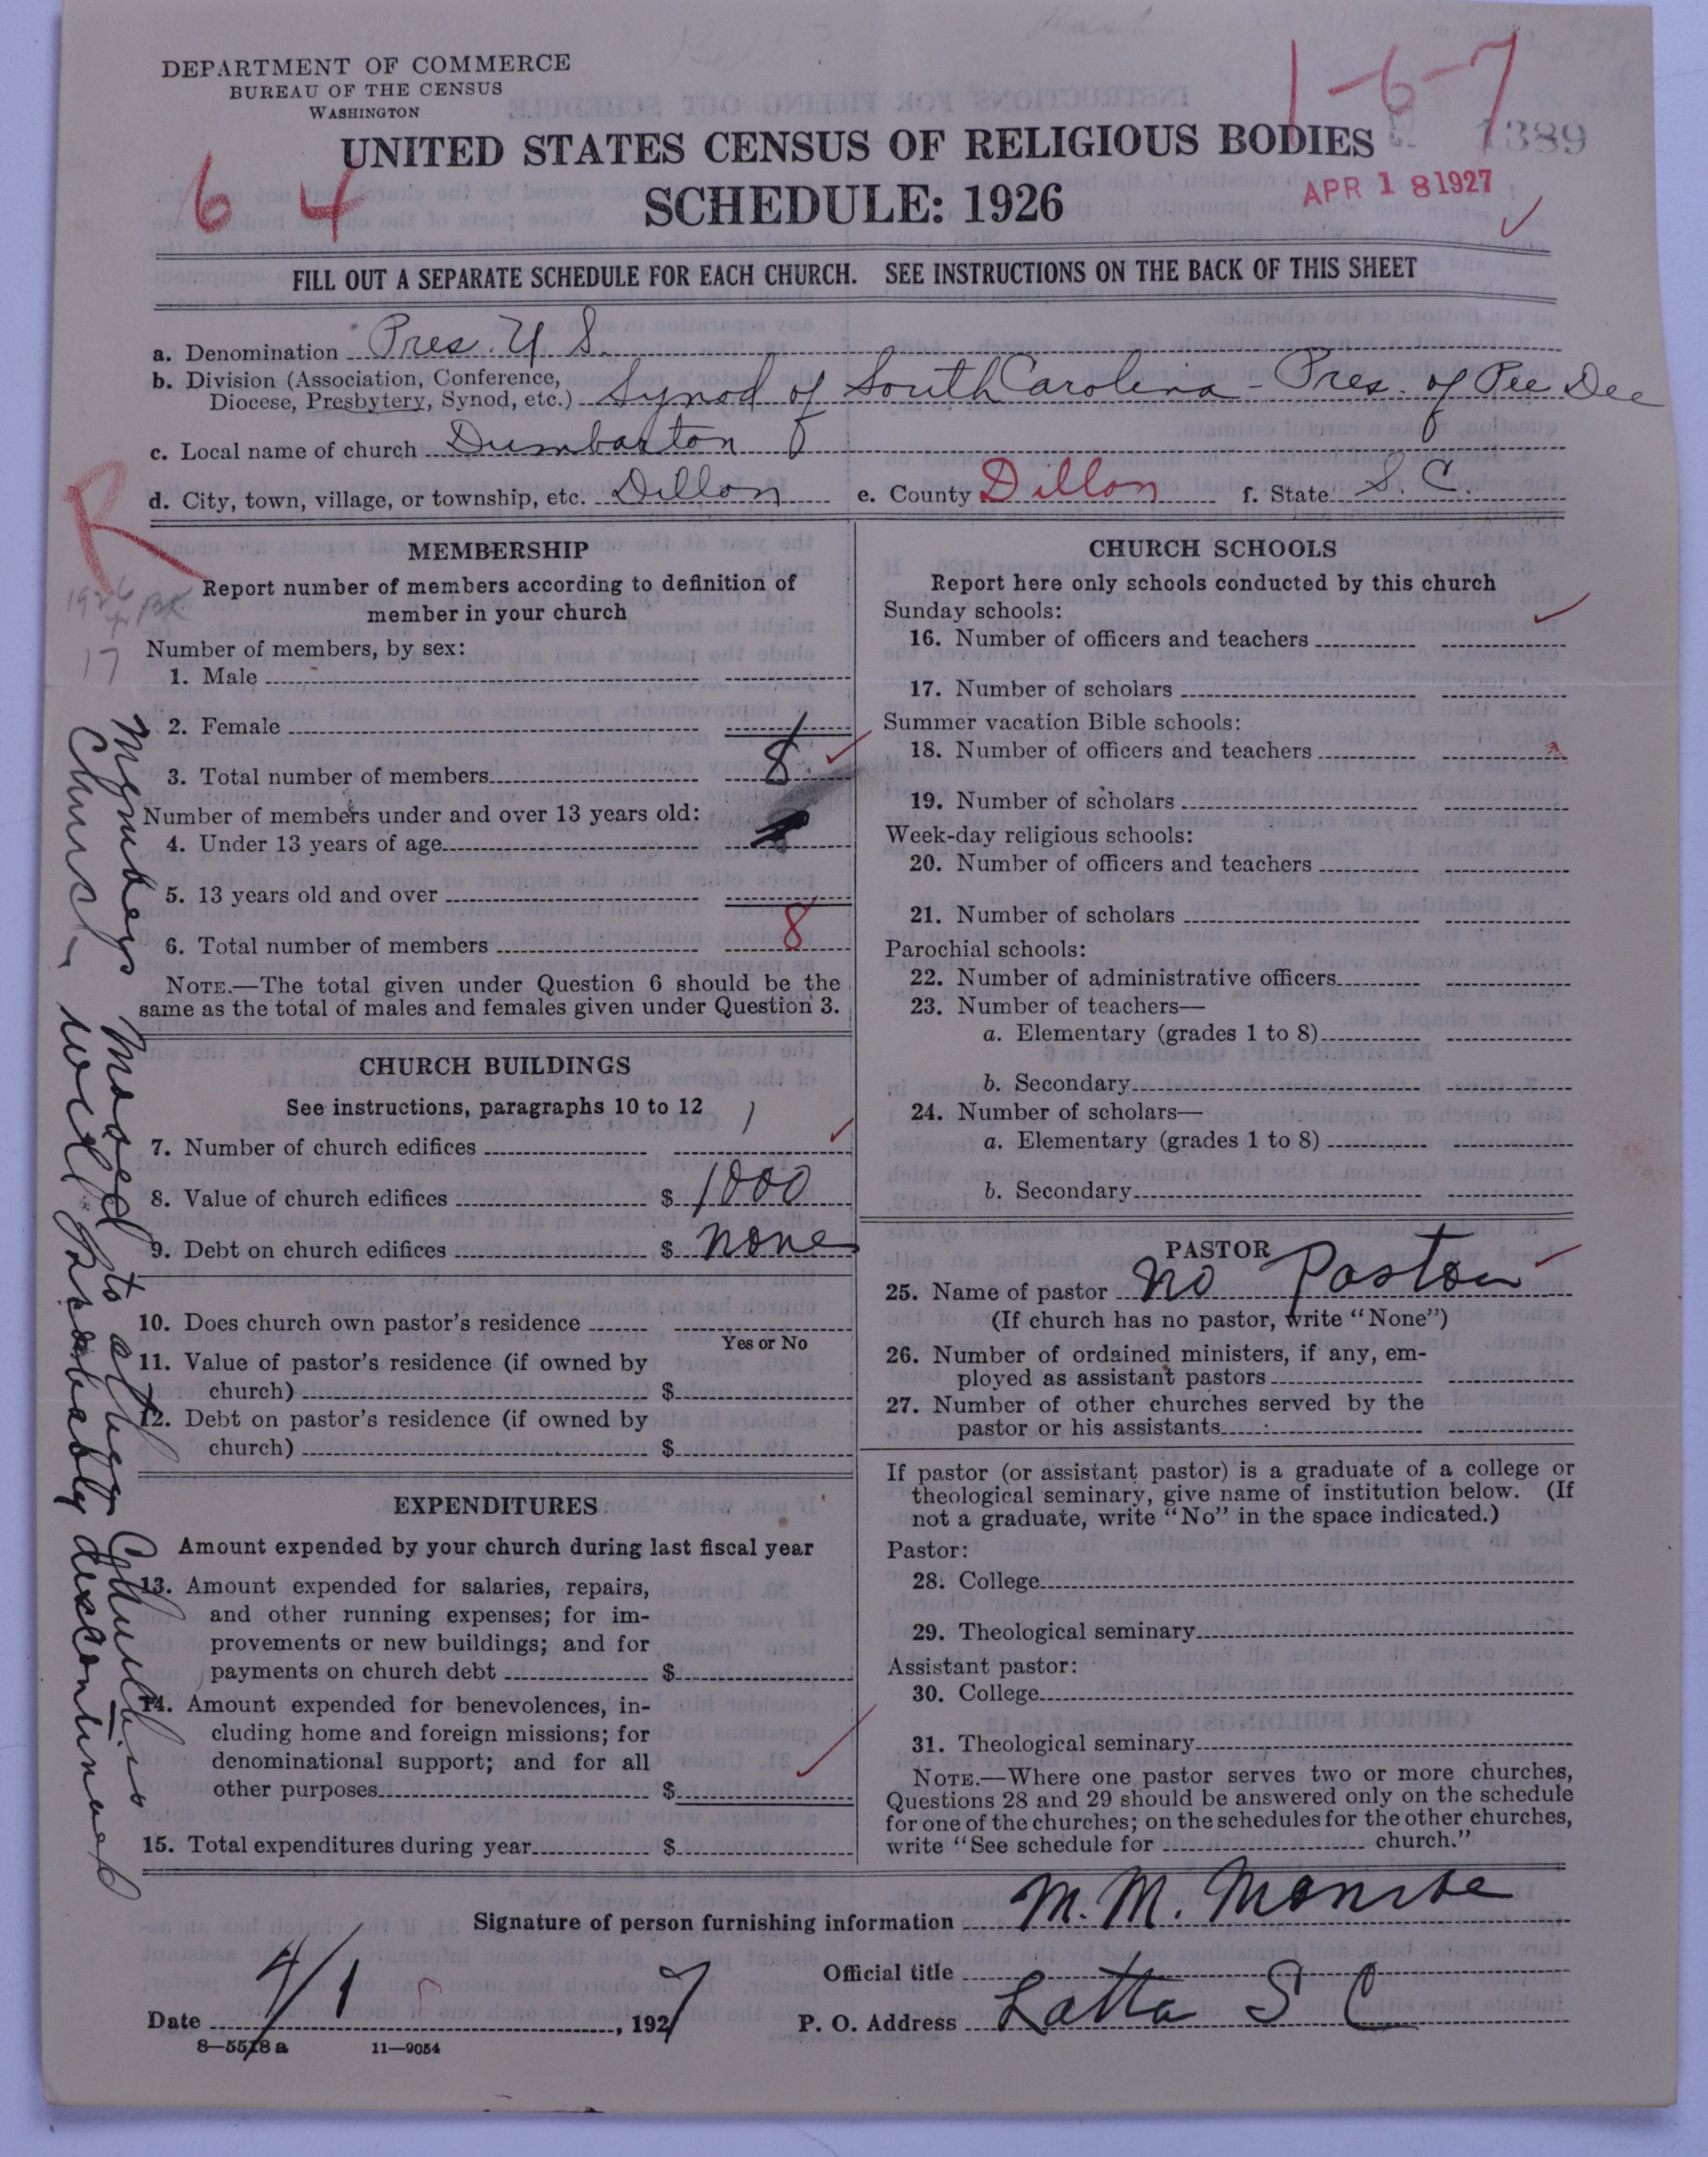 DEPARTMENT OF COMMERCE
BUREAU OF THE CENSUS
WASHINGTON
1-6-7
UNITED STATES CENSUS OF RELIGIOUS BODIES
1389
6 4
SCHEDULE: 1926
APR 18 1927
FILL OUT A SEPARATE SCHEDULE FOR EACH CHURCH. SEE INSTRUCTIONS ON THE BACK OF THIS SHEET
a. Denomination Pres. U S.
b. Division (Association, Conference, Diocese, Presbytery, Synod, etc.) Synod of South Carolina - Pres. of Pee Dee
c. Local name of church Dumbarton
d. City, town, village, or township, etc. Dillon e. County Dillon f. State S. C.
R
1926
17
MEMBERSHIP
Report number of members according to definition of
member in your church
Number of members, by sex:
1. Male
2. Female
3. Total number of members 8
Number of members under and over 13 years old:
4. Under 13 years of age
5. 13 years old and over
6. Total number of members 8
NOTE.—The total given under Question 6 should be the
same as the total of males and females given under Question 3.
CHURCH BUILDINGS
See instructions, paragraphs 10 to 12
7. Number of church edifices 1
8. Value of church edifices $ 1000
9. Debt on church edifices $ none
10. Does church own pastor's residence
Yes or No
11. Value of pastor's residence (if owned by
church) $
12. Debt on pastor's residence (if owned by
church) $
EXPENDITURES
Amount expended by your church during last fiscal year
13. Amount expended for salaries, repairs,
and other running expenses; for im-
provements or new buildings; and for
payments on church debt $
14. Amount expended for benevolences, in-
cluding home and foreign missions; for
denominational support; and for all
other purposes $
15. Total expenditures during year $
Members moved to other Churches
Church - will probably discontinued
CHURCH SCHOOLS
Report here only schools conducted by this church
Sunday schools:
16. Number of officers and teachers
17. Number of scholars
Summer vacation Bible schools:
18. Number of officers and teachers
19. Number of scholars
Week-day religious schools:
20. Number of officers and teachers
21. Number of scholars
Parochial schools:
22. Number of administrative officers
23. Number of teachers—
a. Elementary (grades 1 to 8)
b. Secondary
24. Number of scholars—
a. Elementary (grades 1 to 8)
b. Secondary
PASTOR
25. Name of pastor No Pastor
(If church has no pastor, write "None")
26. Number of ordained ministers, if any, em-
ployed as assistant pastors
27. Number of other churches served by the
pastor or his assistants
If pastor (or assistant pastor) is a graduate of a college or
theological seminary, give name of institution below. (If
not a graduate, write "No" in the space indicated.)
Pastor:
28. College
29. Theological seminary
Assistant pastor:
30. College
31. Theological seminary
NOTE.—Where one pastor serves two or more churches,
Questions 28 and 29 should be answered only on the schedule
for one of the churches; on the schedules for the other churches,
write "See schedule for church."
Signature of person furnishing information M. M. Monroe
Official title
Date 4/1, 1927 P. O. Address Latta S C
8—5518 a 11—9054